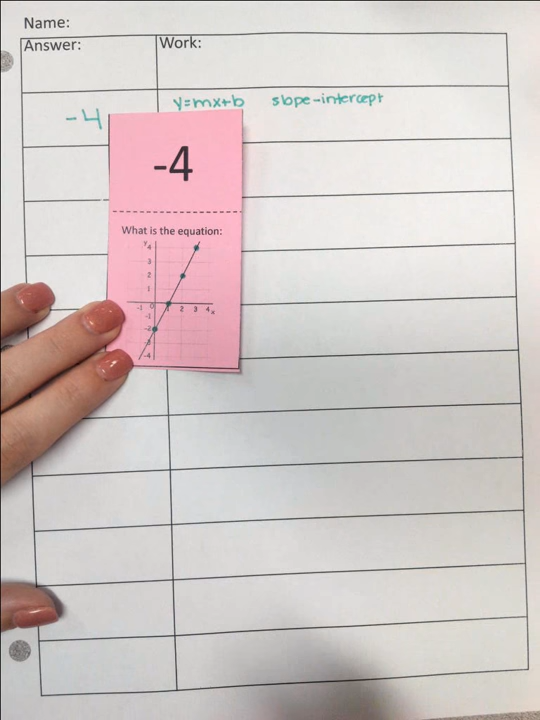 Name:
Answer: Work:
-4 y=mx+b slope-intercept
-4
What is the equation:
y
4
3
2
1
-1 0 1 2 3 4 x
-1
-2
-3
-4